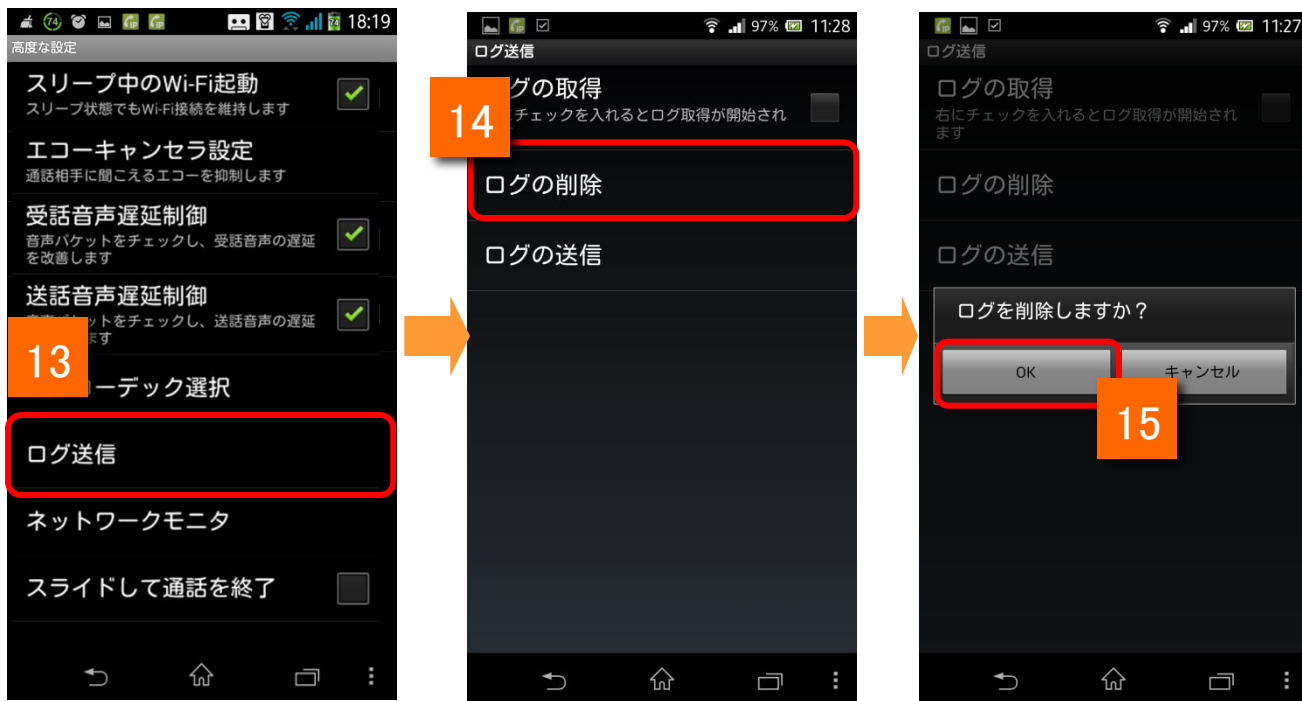 74
74
18:19
高度な設定
スリープ中のWi-Fi起動
スリープ状態でもWi-Fi接続を維持します
エコーキャンセラ設定
通話相手に聞こえるエコーを抑制します
受話音声遅延制御
音声パケットをチェックし、受話音声の遅延
を改善します
送話音声遅延制御
ットをチェックし、送話音声の遅延
ます
13
ーデック選択
ログ送信
ネットワークモニタ
スライドして通話を終了
97%
11:28
ログ送信
グの取得
チェックを入れるとログ取得が開始され
14
ログの削除
ログの送信
97%
11:27
ログ送信
ログの取得
右にチェックを入れるとログ取得が開始され
ます
ログの削除
ログの送信
ログを削除しますか？
OK
キャンセル
15